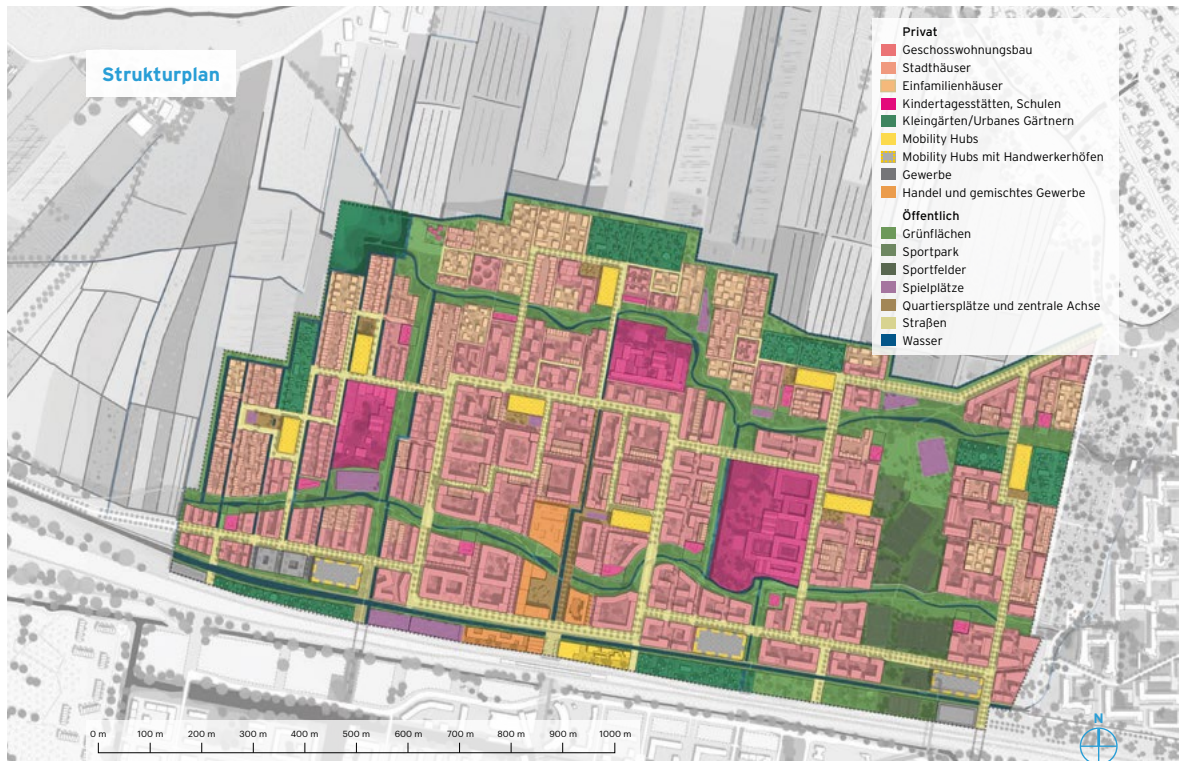 Strukturplan
Privat
Geschosswohnungsbau
Stadthäuser
Einfamilienhäuser
Kindertagesstätten, Schulen
Kleingärten/Urbanes Gärtnern
Mobility Hubs
Mobility Hubs mit Handwerkerhöfen
Gewerbe
Handel und gemischtes Gewerbe
Öffentlich
Grünflächen
Sportpark
Sportfelder
Spielplätze
Quartiersplätze und zentrale Achse
Straßen
Wasser
0 m 100 m 200 m 300 m 400 m 500 m 600 m 700 m 800 m 900 m 1000 m
N